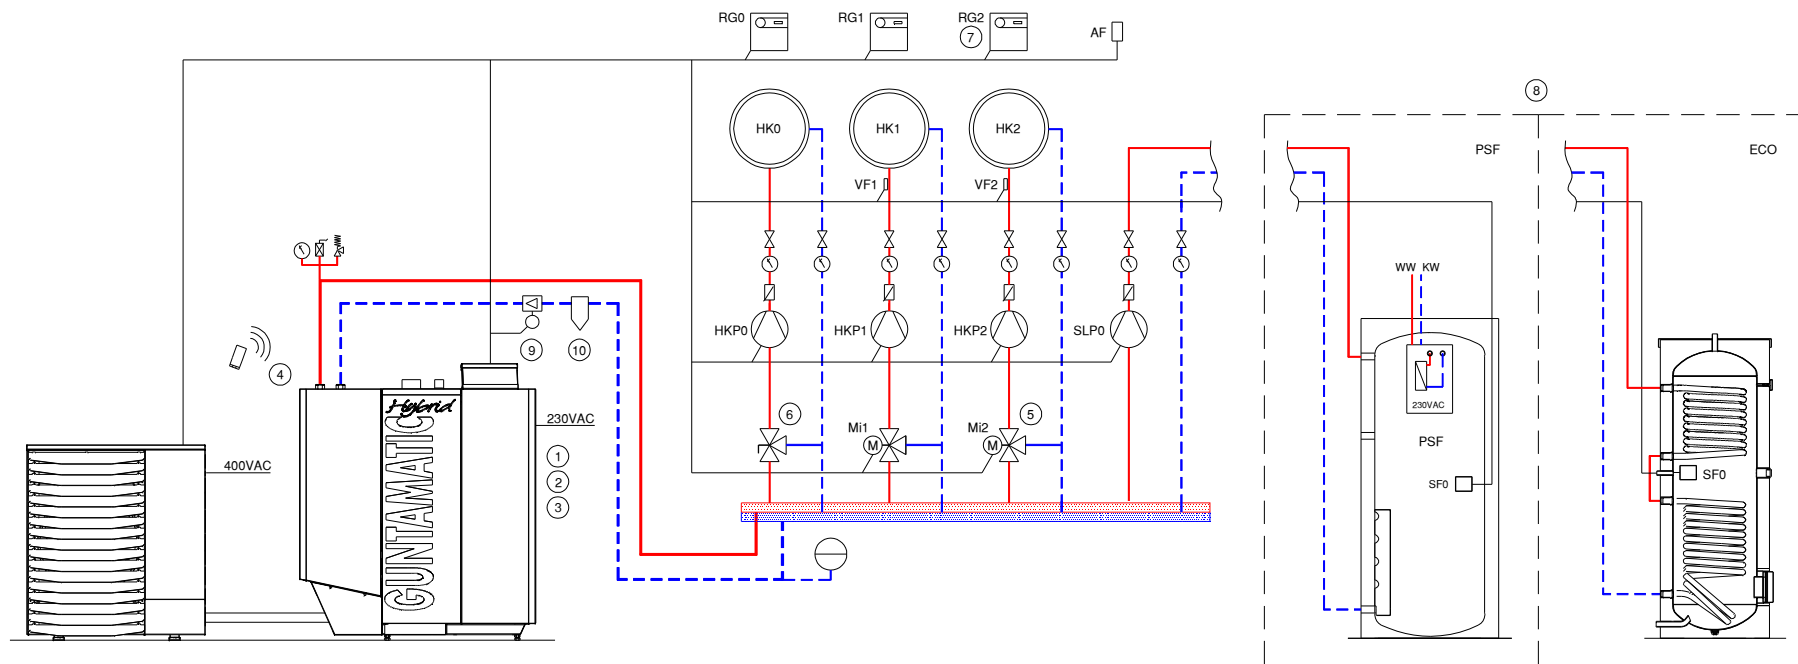 RG0
RG1
RG2
7
AF
8
HK0
HK1
HK2
PSF
ECO
VF1
VF2
WW KW
HKP0
HKP1
HKP2
SLP0
9
10
4
Hybrid
GUNTAMATIC
230VAC
230VAC
6
5
Mi1
M
Mi2
M
PSF
400VAC
1
2
3
SF0
SF0